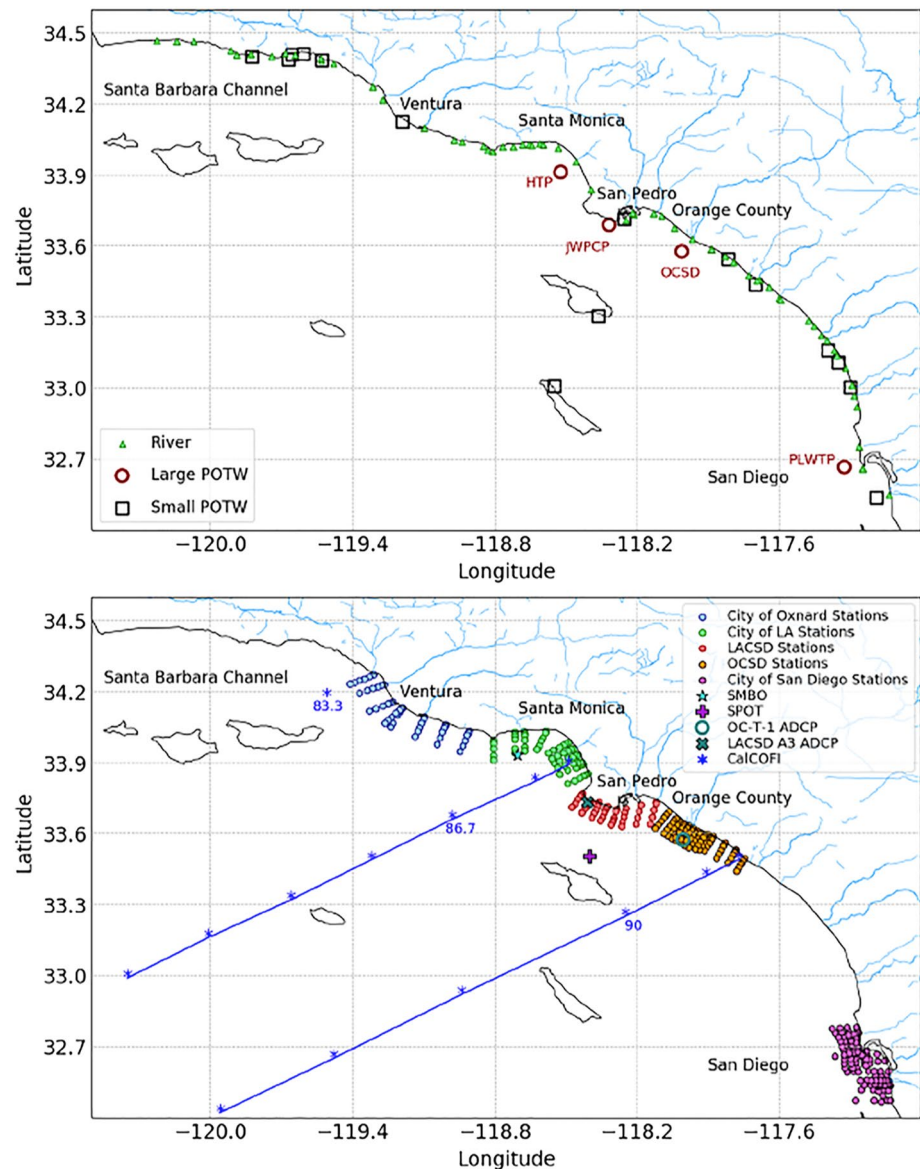 34.5
34.2
33.9
33.6
33.3
33.0
32.7
Latitude
Santa Barbara Channel
Ventura
Santa Monica
HTP
San Pedro
Orange County
JWPCP
OCSD
PLWTP
San Diego
River
Large POTW
Small POTW
−120.0 −119.4 −118.8 −118.2 −117.6
Longitude
34.5
34.2
33.9
33.6
33.3
33.0
32.7
Latitude
City of Oxnard Stations
City of LA Stations
LACSD Stations
OCSD Stations
City of San Diego Stations
SMBO
SPOT
OC-T-1 ADCP
LACSD A3 ADCP
CalCOFI
Santa Barbara Channel
83.3
Ventura
Santa Monica
San Pedro
Orange County
86.7
90
San Diego
−120.0 −119.4 −118.8 −118.2 −117.6
Longitude